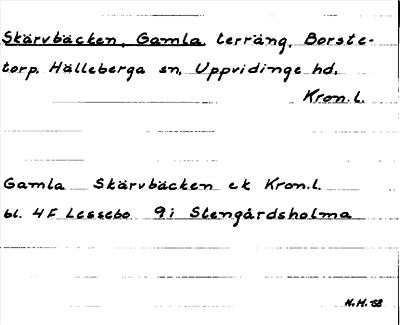 Skärvbäcken, Gamla, terräng, Borste-
torp, Hälleberga sn, Uppvidinge hd,
Kron.l.
Gamla Skärvbäcken ek Kron.l.
bl. 4F Lessebo 9i Stengårdsholma
N.H.-58